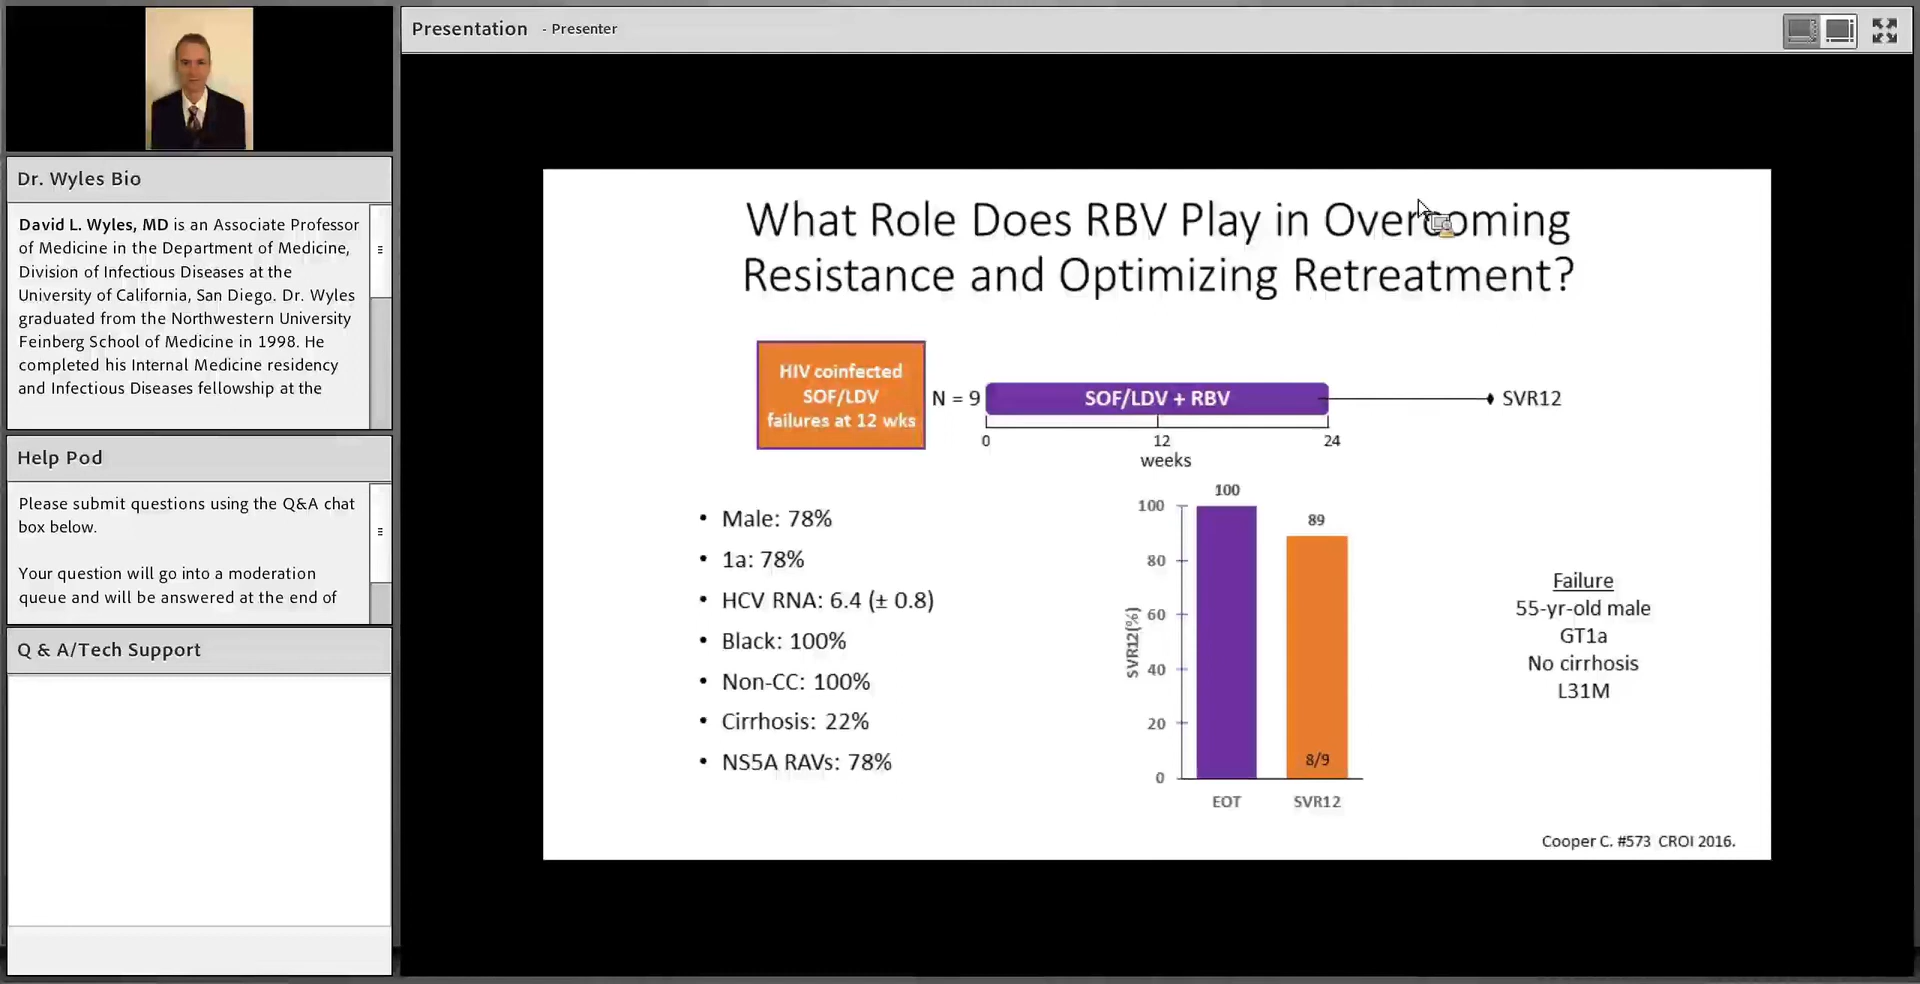 Presentation - Presenter
Dr. Wyles Bio
David L. Wyles, MD is an Associate Professor
of Medicine in the Department of Medicine,
Division of Infectious Diseases at the
University of California, San Diego. Dr. Wyles
graduated from the Northwestern University
Feinberg School of Medicine in 1998. He
completed his Internal Medicine residency
and Infectious Diseases fellowship at the
Help Pod
Please submit questions using the Q&A chat
box below.
Your question will go into a moderation
queue and will be answered at the end of
Q & A/Tech Support
What Role Does RBV Play in Overcoming
Resistance and Optimizing Retreatment?
HIV coinfected
SOF/LDV
failures at 12 wks
N = 9
SOF/LDV + RBV
SVR12
0
12
24
weeks
• Male: 78%
• 1a: 78%
• HCV RNA: 6.4 (± 0.8)
• Black: 100%
• Non-CC: 100%
• Cirrhosis: 22%
• NS5A RAVs: 78%
SVR12(%)
100
80
60
40
20
0
100
89
8/9
EOT
SVR12
Failure
55-yr-old male
GT1a
No cirrhosis
L31M
Cooper C. #573 CROI 2016.